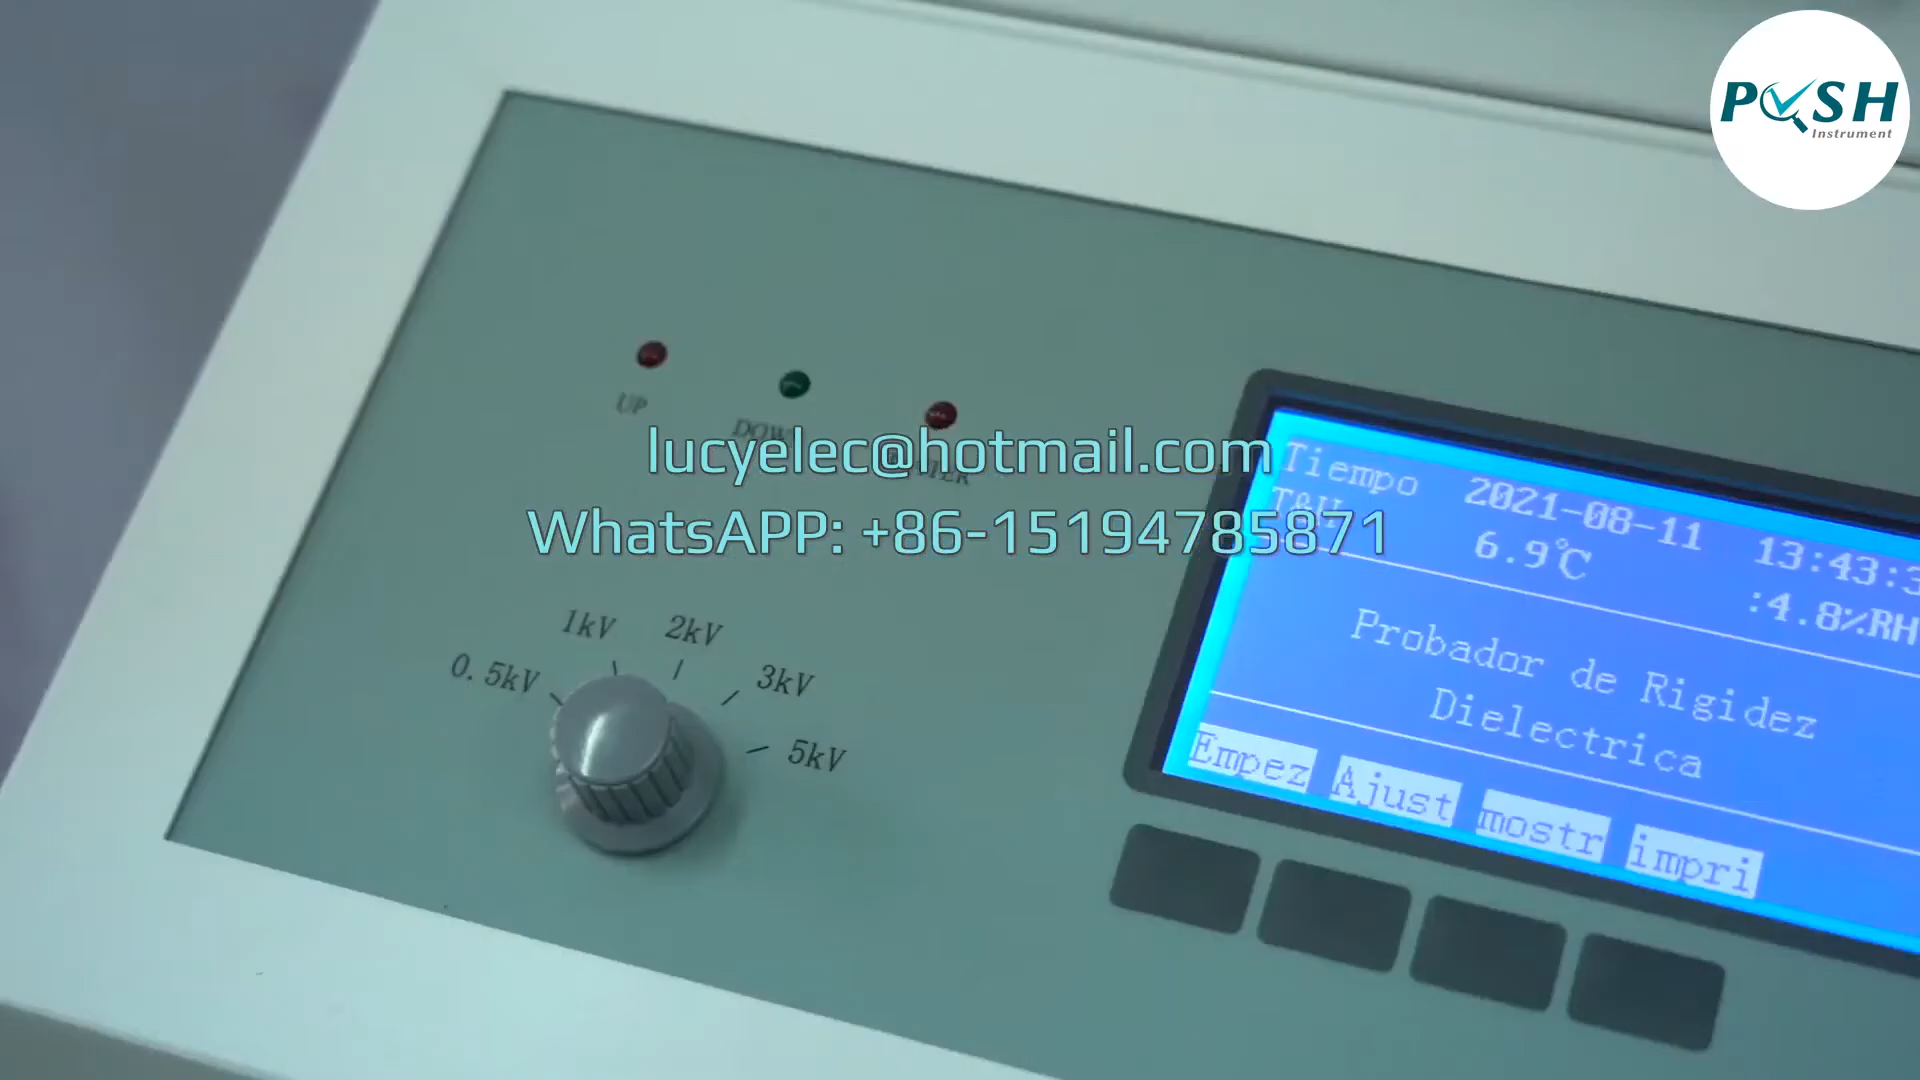 PUSH
Instrument
UP
lucyelec@hotmail.com
WhatsAPP: +86-15194785871
0.5kV
1kV
2kV
3kV
5kV
Tiempo 2021-08-11
T&H 6.9℃ :4.8%RH
Probador de Rigidez
Dielectrica
Empez Ajust mostr impri